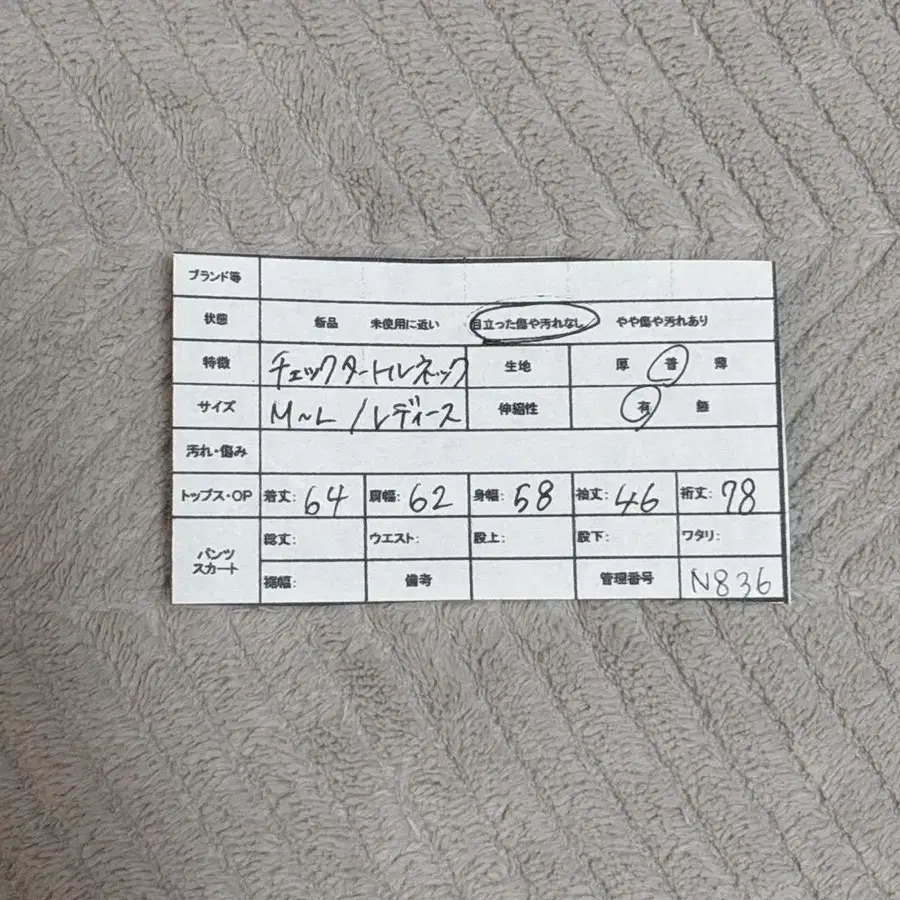 ブランド等
状態 新品 未使用に近い 目立った傷や汚れなし やや傷や汚れあり
特徴 チェックタートルネック 生地 厚 普 薄
サイズ M~L/レディース 伸縮性 有 無
汚れ・傷み
トップス・OP 着丈: 64 肩幅: 62 身幅: 58 袖丈: 46 裄丈: 78
パンツ スカート 総丈: ウエスト: 股上: 股下: ワタリ:
裾幅: 備考 管理番号 N836